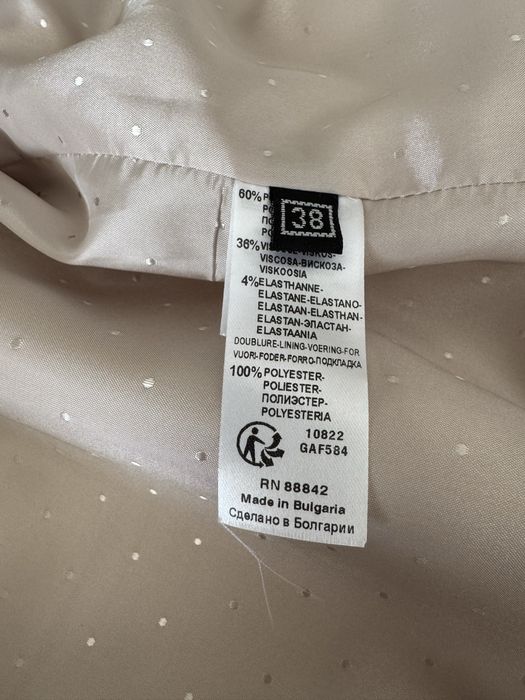 38
60%
36%
VISCOSA-ВИСКОЗА-
VISKOOSIA
4% ELASTHANNE-
ELASTANE-ELASTANO-
ELASTAAN-ELASTHAN-
ELASTAN-ЭЛАСТАН-
ELASTAANIA
DOUBLURE-LINING-VOERING-FOR
VUORI-FODER-FORRO-ПОДКЛАДКА
100% POLYESTER-
POLIESTER-
ПОЛИЭСТЕР-
POLYESTERIA
10822
GAF584
RN 88842
Made in Bulgaria
Сделано в Болгарии